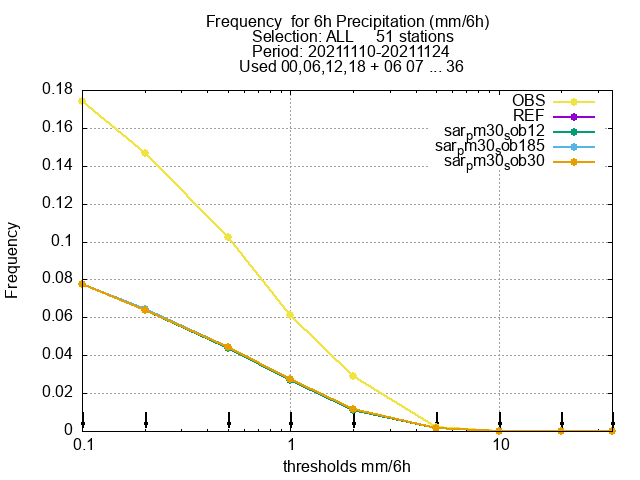 Frequency  for 6h Precipitation (mm/6h)
Selection: ALL     51 stations
Period: 20211110-20211124
Used 00,06,12,18 + 06 07 ... 36
0.18
0.16
0.14
0.12
0.1
0.08
0.06
0.04
0.02
0
Frequency
OBS
REF
sarpm30sob12
sarpm30sob185
sarpm30sob30
0.1 1 10
thresholds mm/6h